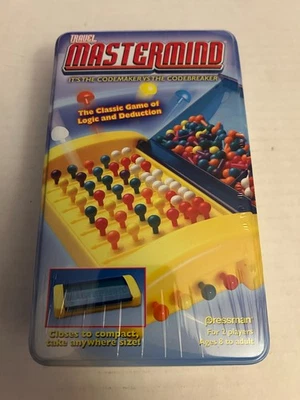 TRAVEL
MASTERMIND
IT'S THE CODEMAKER VS THE CODEBREAKER
The Classic Game of
Logic and Deduction
Closes to compact,
take anywhere size!
pressman
For 2 players
Ages 8 to adult